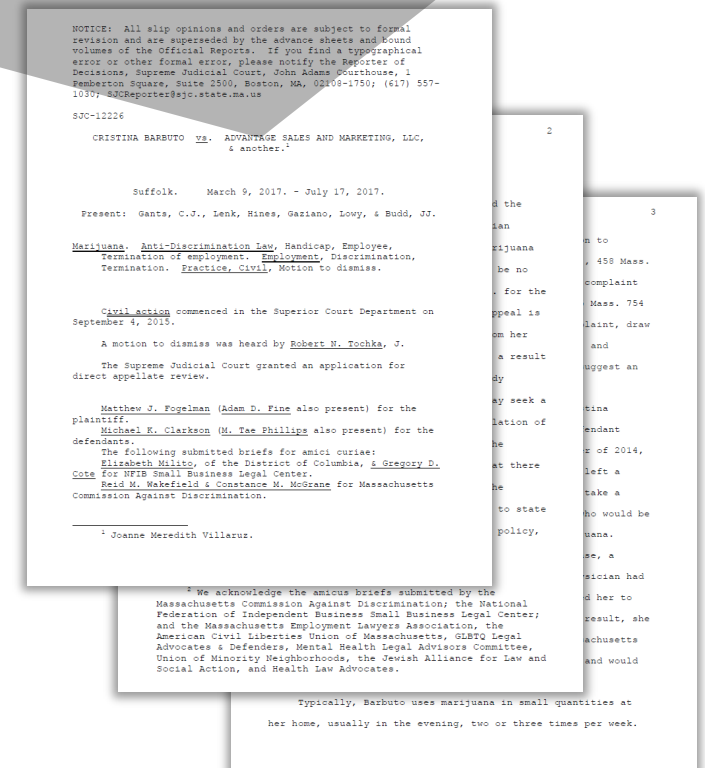 NOTICE: All slip opinions and orders are subject to formal
revision and are superseded by the advance sheets and bound
volumes of the Official Reports. If you find a typographical
error or other formal error, please notify the Reporter of
Decisions, Supreme Judicial Court, John Adams Courthouse, 1
Pemberton Square, Suite 2500, Boston, MA, 02108-1750; (617) 557-
1030; SJCReporter@sjc.state.ma.us
SJC-12226
CRISTINA BARBUTO vs. ADVANTAGE SALES AND MARKETING, LLC,
& another.1
Suffolk. March 9, 2017. - July 17, 2017.
Present: Gants, C.J., Lenk, Hines, Gaziano, Lowy, & Budd, JJ.
Marijuana. Anti-Discrimination Law, Handicap, Employee,
Termination of employment. Employment, Discrimination,
Termination. Practice, Civil, Motion to dismiss.
Civil action commenced in the Superior Court Department on
September 4, 2015.
A motion to dismiss was heard by Robert N. Tochka, J.
The Supreme Judicial Court granted an application for
direct appellate review.
Matthew J. Fogelman (Adam D. Fine also present) for the
plaintiff.
Michael K. Clarkson (M. Tae Phillips also present) for the
defendants.
The following submitted briefs for amici curiae:
Elizabeth Milito, of the District of Columbia, & Gregory D.
Cote for NFIB Small Business Legal Center.
Reid M. Wakefield & Constance M. McGrane for Massachusetts
Commission Against Discrimination.
1 Joanne Meredith Villaruz.
2
d the
ian
rijuana
be no
. for the
ppeal is
om her
a result
dy
ay seek a
lation of
he
at there
he
to state
policy,
2 We acknowledge the amicus briefs submitted by the
Massachusetts Commission Against Discrimination; the National
Federation of Independent Business Small Business Legal Center;
and the Massachusetts Employment Lawyers Association, the
American Civil Liberties Union of Massachusetts, GLBTQ Legal
Advocates & Defenders, Mental Health Legal Advisors Committee,
Union of Minority Neighborhoods, the Jewish Alliance for Law and
Social Action, and Health Law Advocates.
3
n to
, 458 Mass.
complaint
Mass. 754
laint, draw
and
uggest an
tina
endant
r of 2014,
left a
take a
ho would be
uana.
se, a
ysician had
d her to
result, she
achusetts
and would
Typically, Barbuto uses marijuana in small quantities at
her home, usually in the evening, two or three times per week.